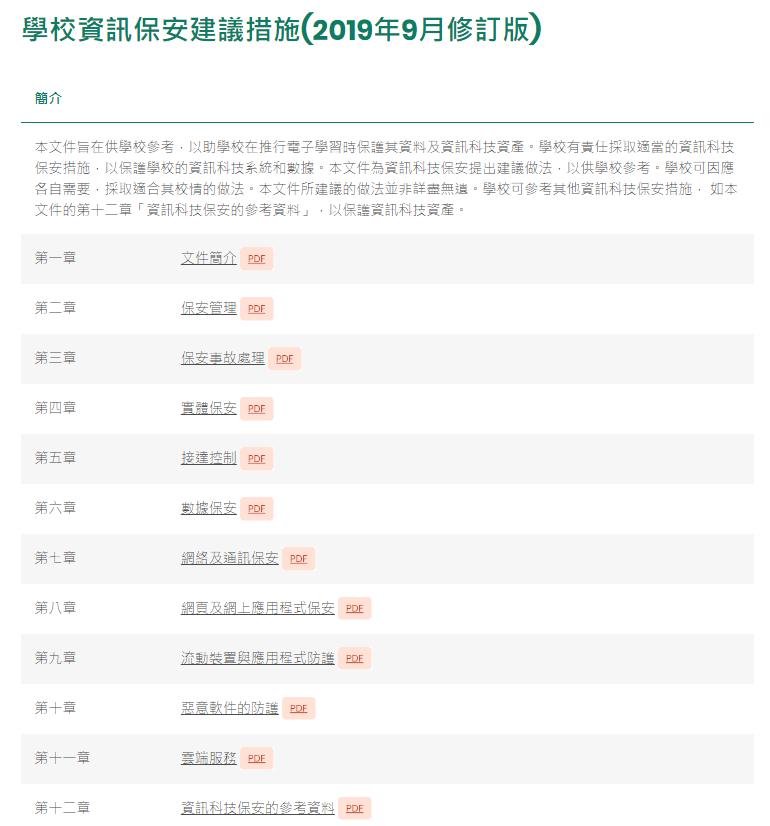 學校資訊保安建議措施(2019年9月修訂版)
簡介
本文件旨在供學校參考，以助學校在推行電子學習時保護其資料及資訊科技資產。學校有責任採取適當的資訊科技
保安措施，以保護學校的資訊科技系統和數據。本文件為資訊科技保安提出建議做法，以供學校參考。學校可因應
各自需要，採取適合其校情的做法。本文件所建議的做法並非詳盡無遺。學校可參考其他資訊科技保安措施， 如本
文件的第十二章「資訊科技保安的參考資料」，以保護資訊科技資產。
第一章 文件簡介 PDF
第二章 保安管理 PDF
第三章 保安事故處理 PDF
第四章 實體保安 PDF
第五章 接達控制 PDF
第六章 數據保安 PDF
第七章 網絡及通訊保安 PDF
第八章 網頁及網上應用程式保安 PDF
第九章 流動裝置與應用程式防護 PDF
第十章 惡意軟件的防護 PDF
第十一章 雲端服務 PDF
第十二章 資訊科技保安的參考資料 PDF